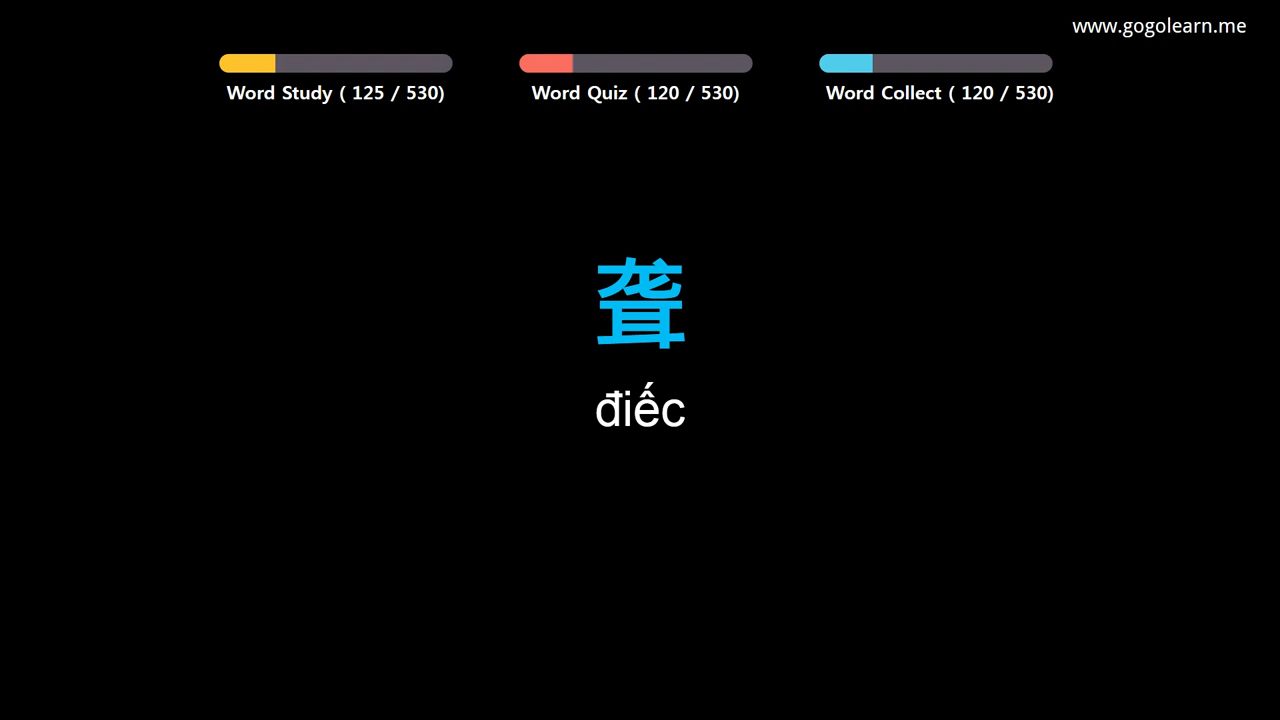 www.gogolearn.me
Word Study ( 125 / 530)
Word Quiz ( 120 / 530)
Word Collect ( 120 / 530)
聋
điếc